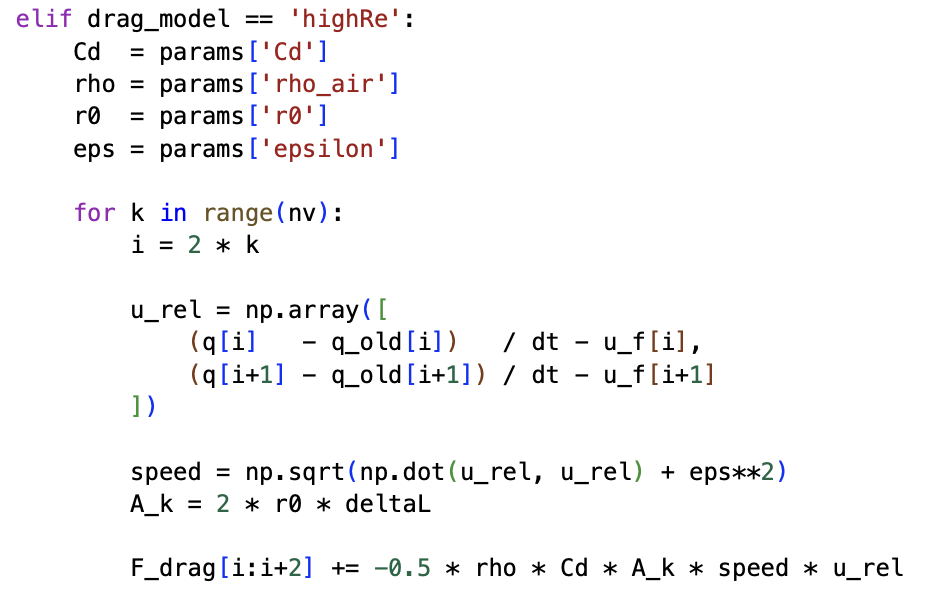 elif drag_model == 'highRe':
    Cd  = params['Cd']
    rho = params['rho_air']
    r0  = params['r0']
    eps = params['epsilon']

    for k in range(nv):
        i = 2 * k

        u_rel = np.array([
            (q[i]   - q_old[i])   / dt - u_f[i],
            (q[i+1] - q_old[i+1]) / dt - u_f[i+1]
        ])

        speed = np.sqrt(np.dot(u_rel, u_rel) + eps**2)
        A_k = 2 * r0 * deltaL

        F_drag[i:i+2] += -0.5 * rho * Cd * A_k * speed * u_rel